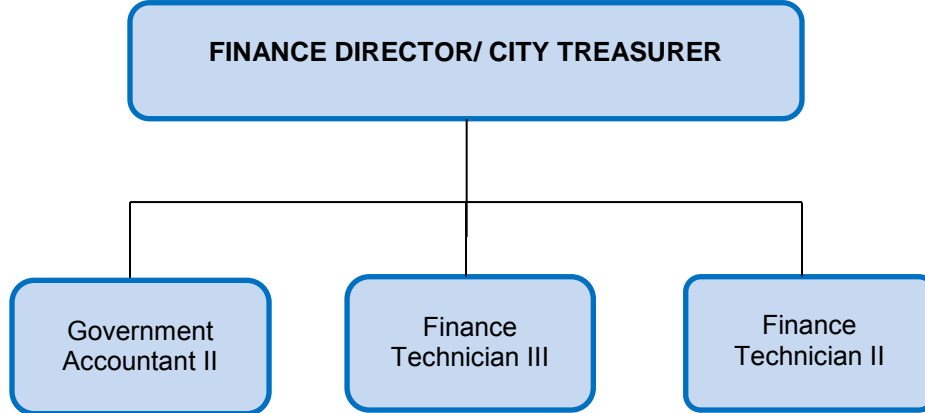 FINANCE DIRECTOR/ CITY TREASURER
Government
Accountant II
Finance
Technician III
Finance
Technician II